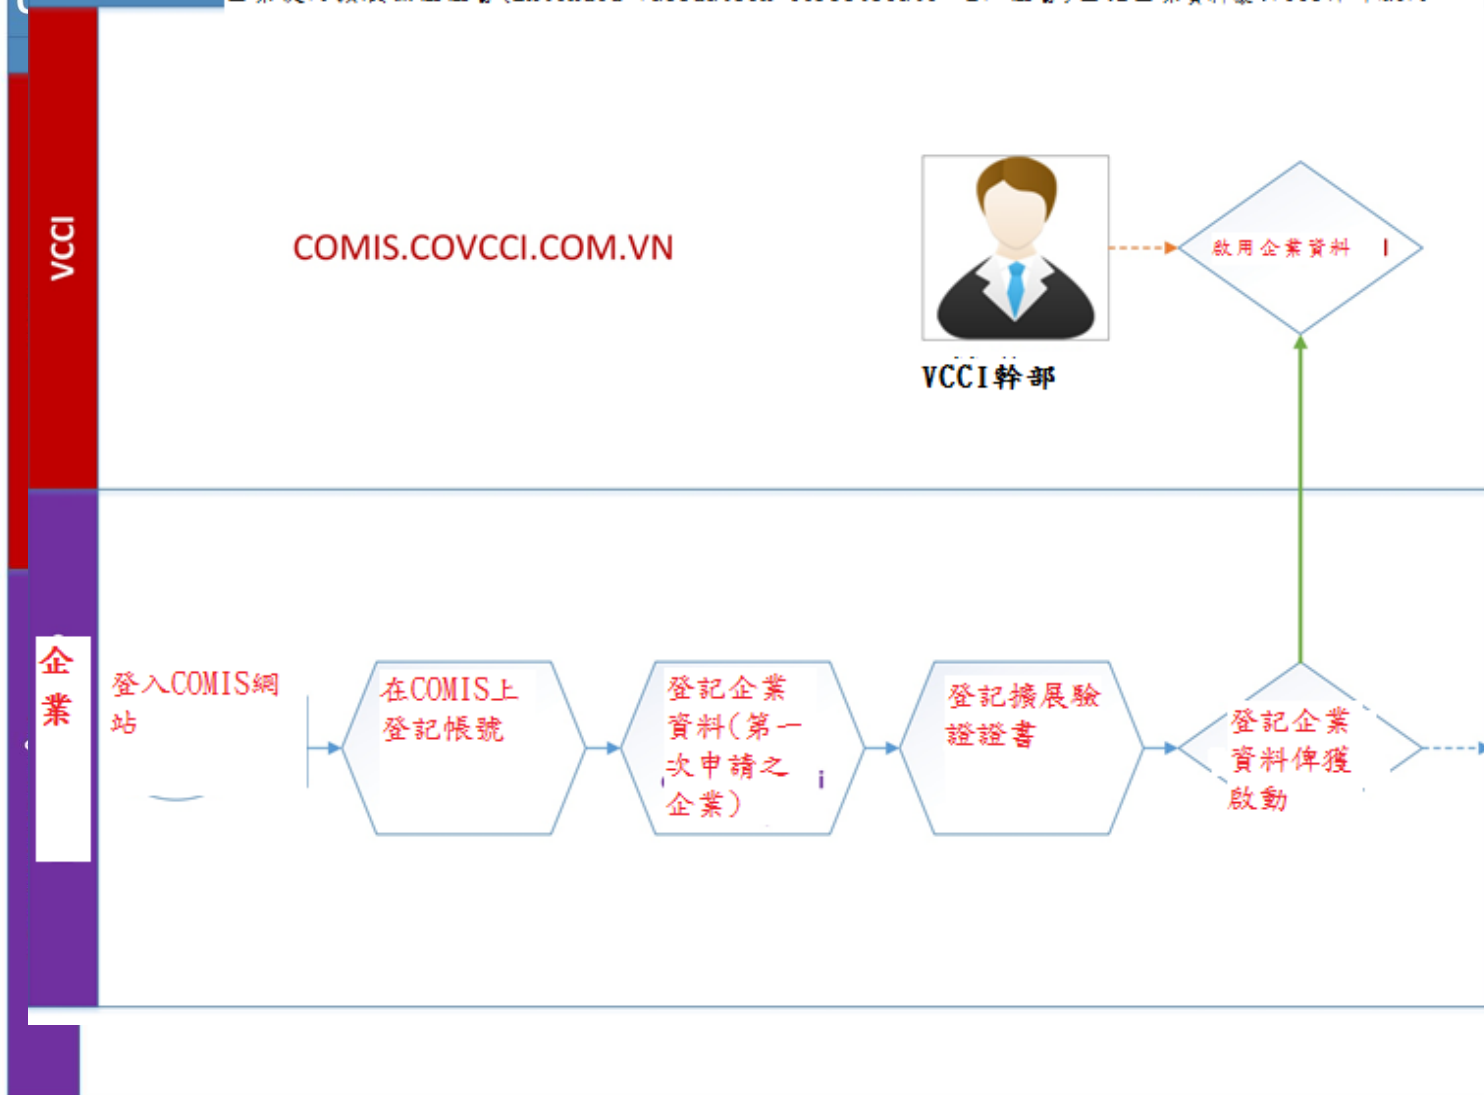 VCCI
COMIS.COVCCI.COM.VN
啟用企業資料
VCCI幹部
企
業
登入COMIS網
站
在COMIS上
登記帳號
登記企業
資料(第一
次申請之
企業)
登記擴展驗
證證書
登記企業
資料俾獲
啟動